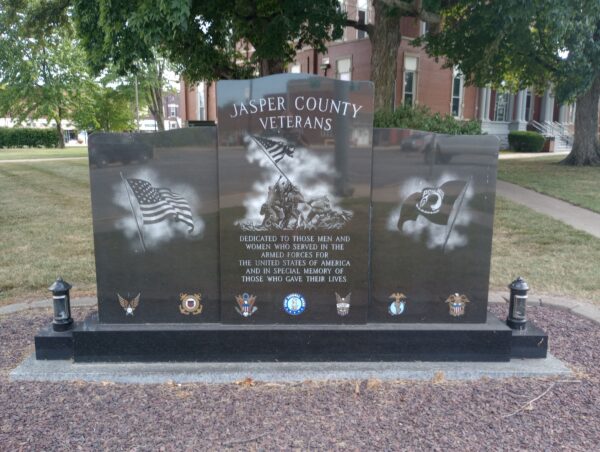 JASPER COUNTY
VETERANS
DEDICATED TO THOSE MEN AND
WOMEN WHO SERVED IN THE
ARMED FORCES FOR
THE UNITED STATES OF AMERICA
AND IN SPECIAL MEMORY OF
THOSE WHO GAVE THEIR LIVES